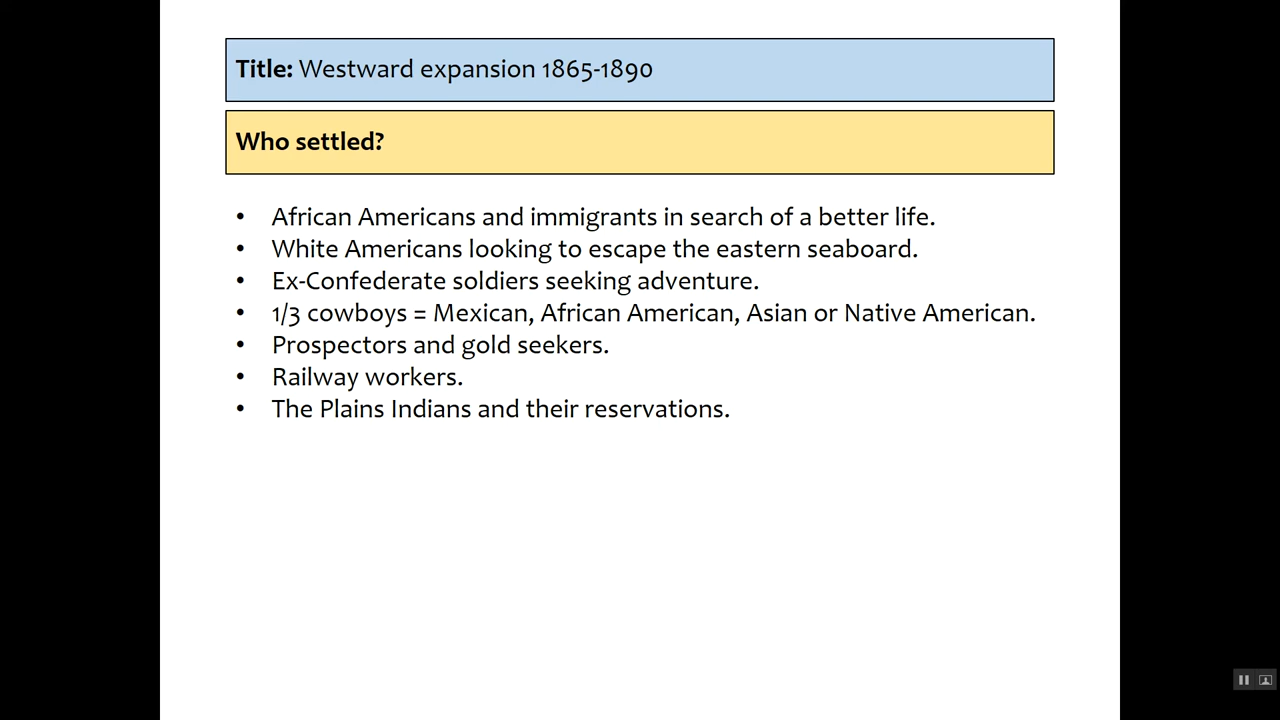 Title: Westward expansion 1865-1890
Who settled?
• African Americans and immigrants in search of a better life.
• White Americans looking to escape the eastern seaboard.
• Ex-Confederate soldiers seeking adventure.
• 1/3 cowboys = Mexican, African American, Asian or Native American.
• Prospectors and gold seekers.
• Railway workers.
• The Plains Indians and their reservations.